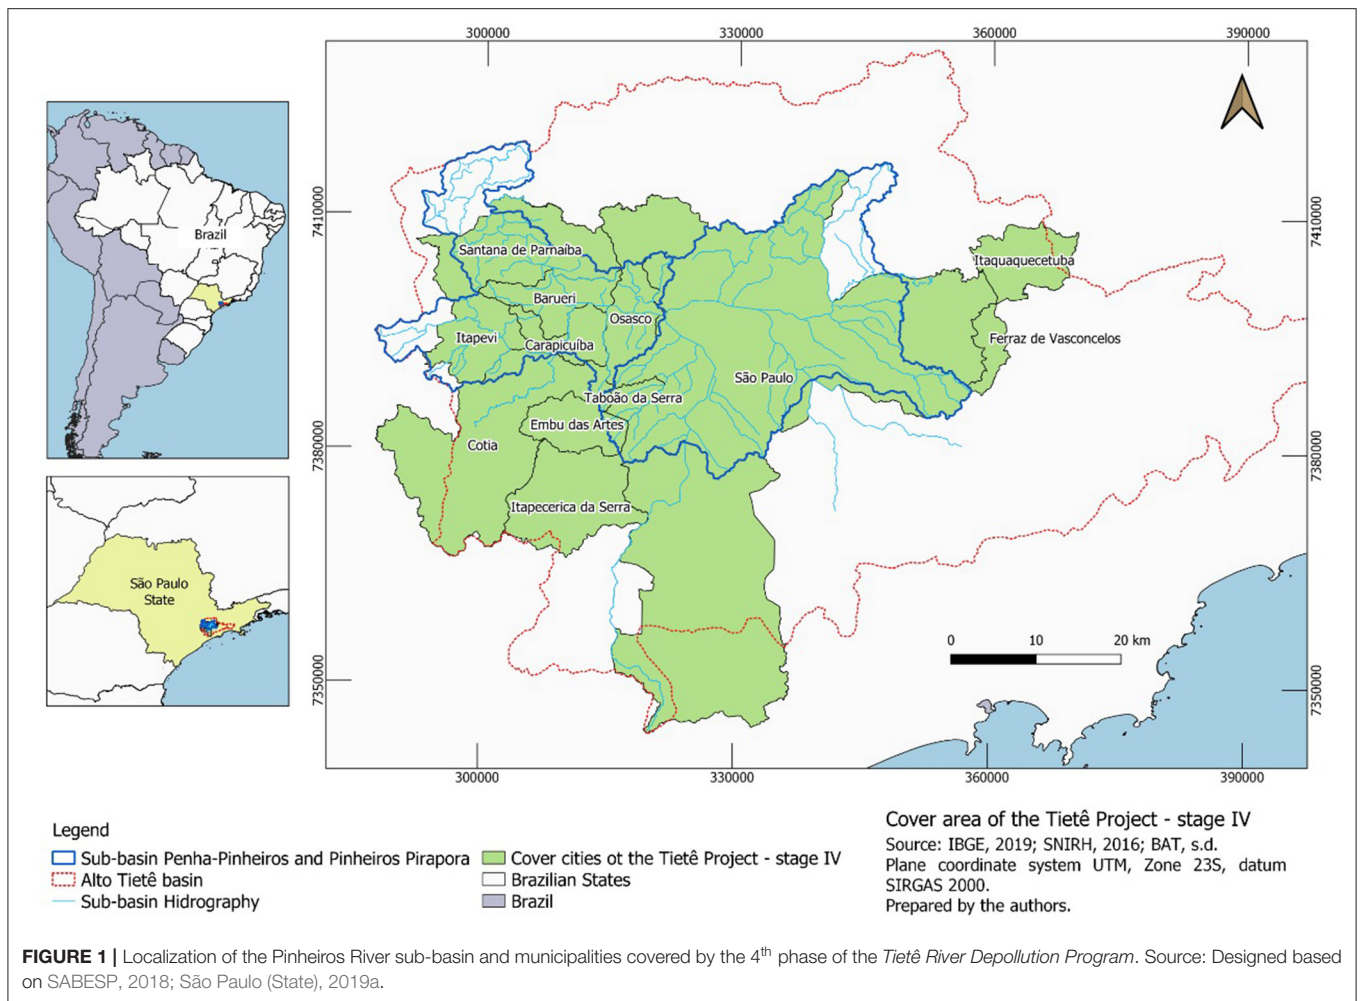 300000
330000
360000
390000
7410000
7410000
Brazil
Santana de Parnaíba
Itaquaquecetuba
Barueri
Osasco
Itapevi
Carapicuíba
Ferraz de Vasconcelos
São Paulo
Taboão da Serra
Embu das Artes
Cotia
7380000
7380000
Itapecerica da Serra
São Paulo
State
0
10
20 km
7350000
7350000
300000
330000
360000
390000
Legend
Sub-basin Penha-Pinheiros and Pinheiros Pirapora
Alto Tietê basin
Sub-basin Hidrography
Cover cities ot the Tietê Project - stage IV
Brazilian States
Brazil
Cover area of the Tietê Project - stage IV
Source: IBGE, 2019; SNIRH, 2016; BAT, s.d.
Plane coordinate system UTM, Zone 23S, datum
SIRGAS 2000.
Prepared by the authors.
FIGURE 1 | Localization of the Pinheiros River sub-basin and municipalities covered by the 4th phase of the Tietê River Depollution Program. Source: Designed based
on SABESP, 2018; São Paulo (State), 2019a.